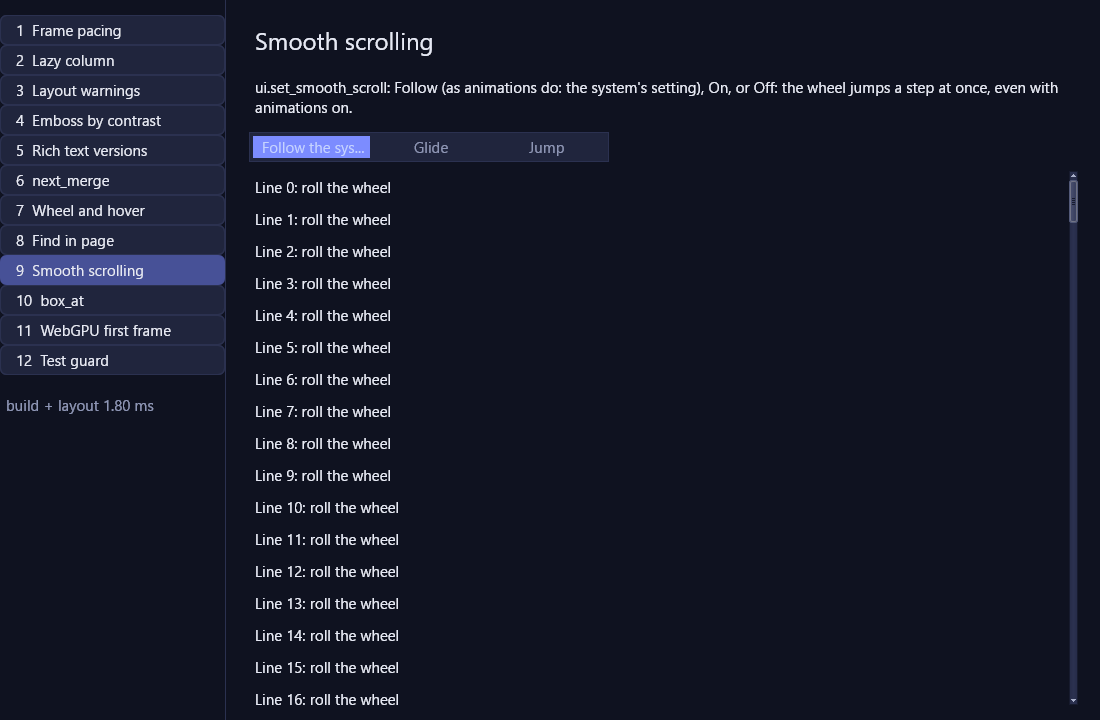 1 Frame pacing
2 Lazy column
3 Layout warnings
4 Emboss by contrast
5 Rich text versions
6 next_merge
7 Wheel and hover
8 Find in page
9 Smooth scrolling
10 box_at
11 WebGPU first frame
12 Test guard
build + layout 1.80 ms
Smooth scrolling
ui.set_smooth_scroll: Follow (as animations do: the system's setting), On, or Off: the wheel jumps a step at once, even with
animations on.
Follow the sys... Glide Jump
Line 0: roll the wheel
Line 1: roll the wheel
Line 2: roll the wheel
Line 3: roll the wheel
Line 4: roll the wheel
Line 5: roll the wheel
Line 6: roll the wheel
Line 7: roll the wheel
Line 8: roll the wheel
Line 9: roll the wheel
Line 10: roll the wheel
Line 11: roll the wheel
Line 12: roll the wheel
Line 13: roll the wheel
Line 14: roll the wheel
Line 15: roll the wheel
Line 16: roll the wheel